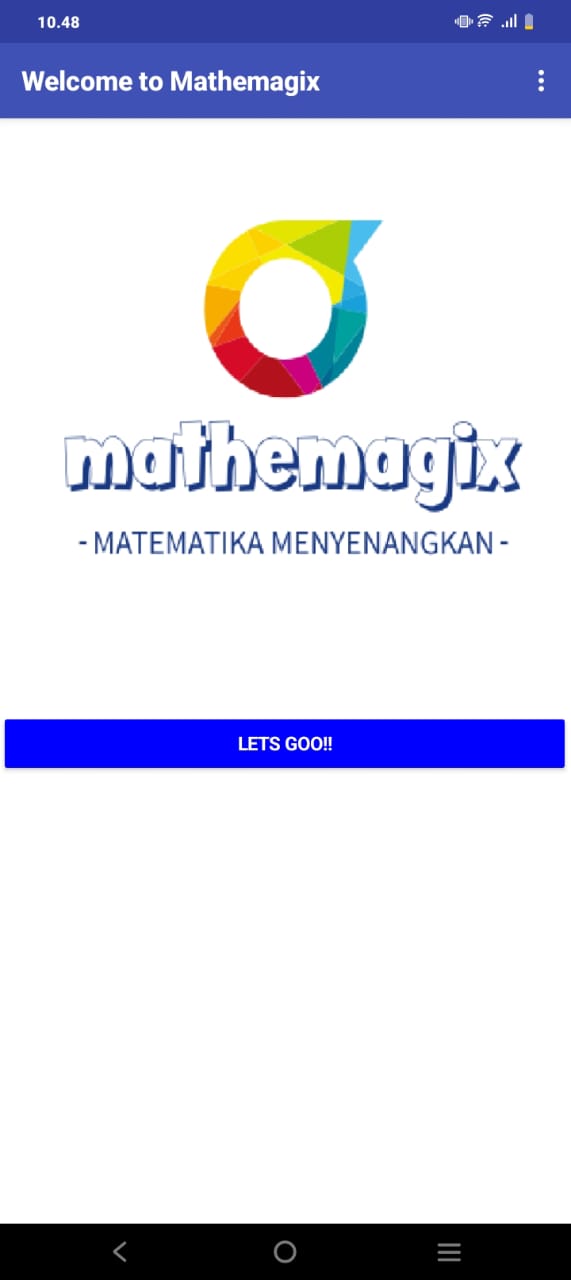 10.48
Welcome to Mathemagix
mathemagix
- MATEMATIKA MENYENANGKAN -
LETS GOO!!